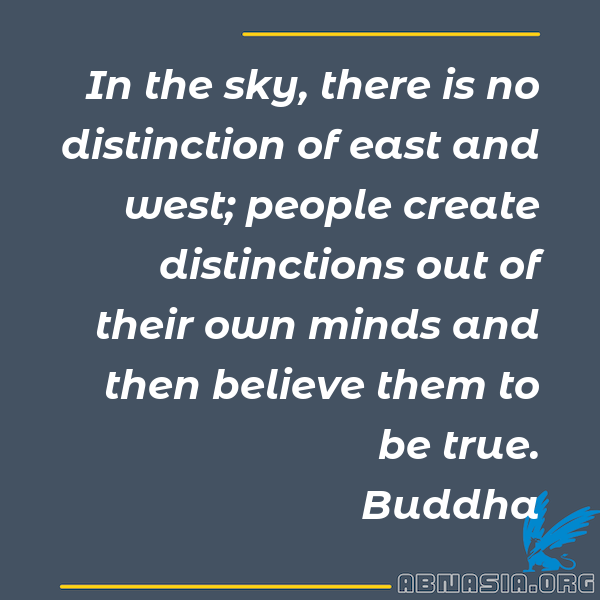 In the sky, there is no
distinction of east and
west; people create
distinctions out of
their own minds and
then believe them to
be true.
Buddha
ABNASIA.ORG